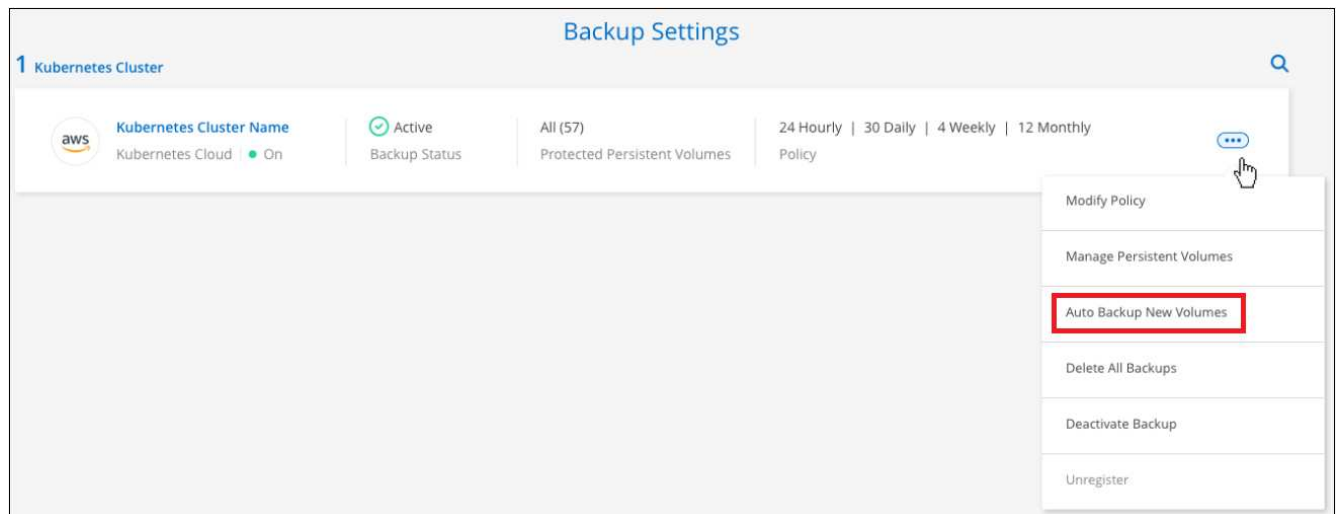 Backup Settings
1 Kubernetes Cluster
aws
Kubernetes Cluster Name
Active
All (57)
24 Hourly | 30 Daily | 4 Weekly | 12 Monthly
Kubernetes Cloud On
Backup Status
Protected Persistent Volumes
Policy
Modify Policy
Manage Persistent Volumes
Auto Backup New Volumes
Delete All Backups
Deactivate Backup
Unregister